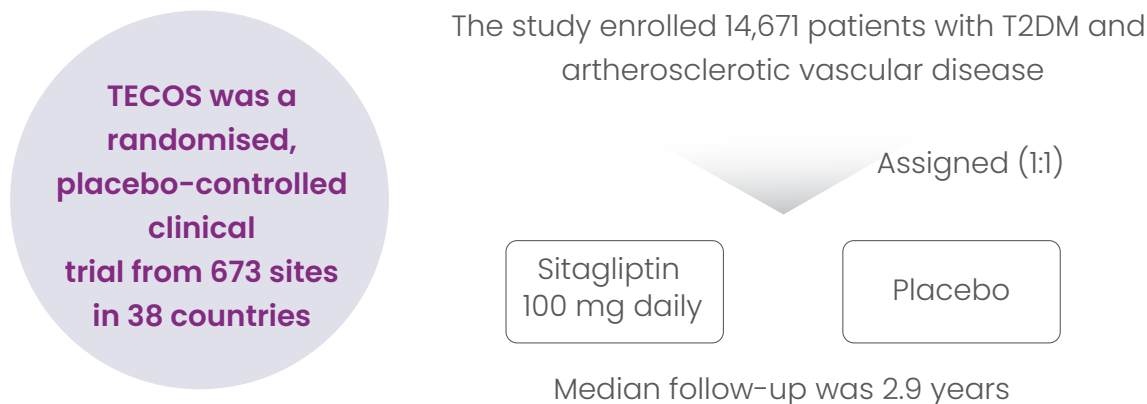 TECOS was a
randomised,
placebo-controlled
clinical
trial from 673 sites
in 38 countries
The study enrolled 14,671 patients with T2DM and
artherosclerotic vascular disease
Assigned (1:1)
Sitagliptin
100 mg daily
Placebo
Median follow-up was 2.9 years